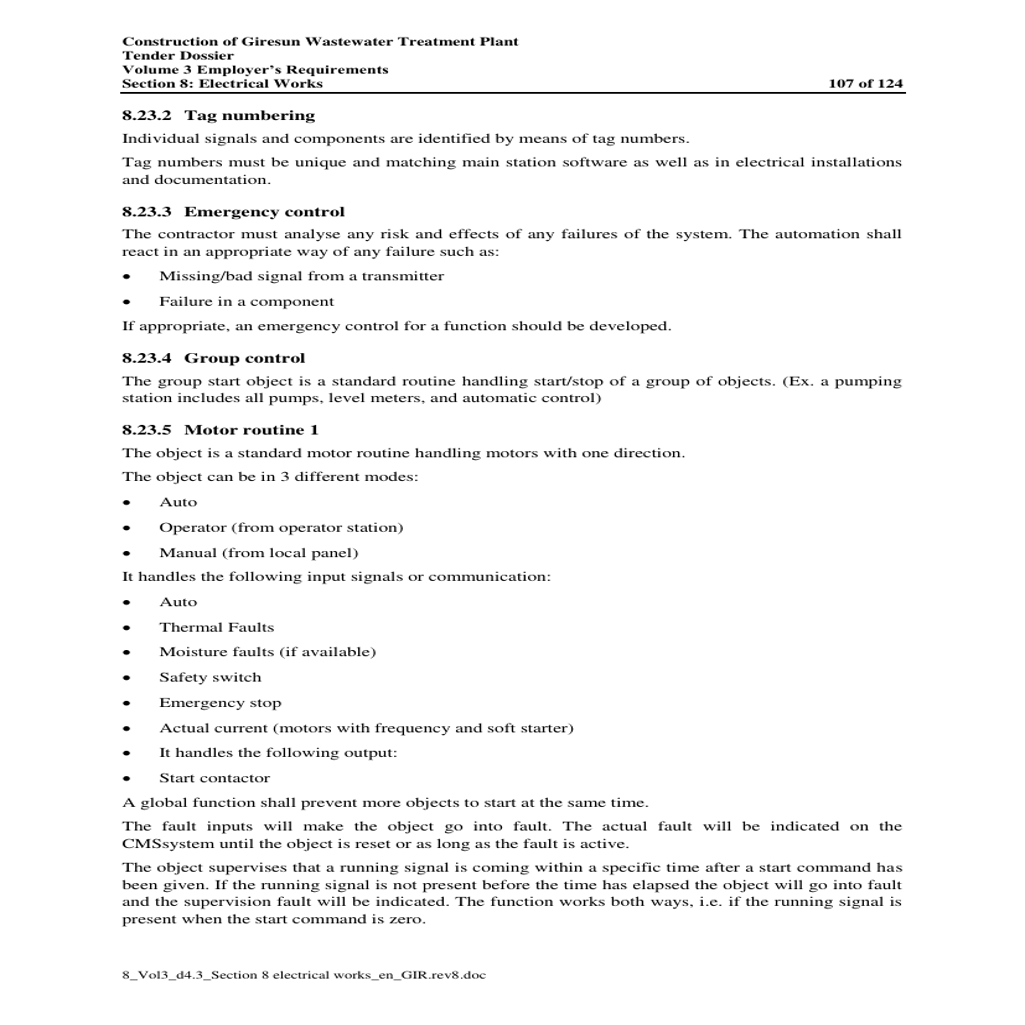 Construction of Giresun Wastewater Treatment Plant
Tender Dossier
Volume 3 Employer's Requirements
Section 8: Electrical Works 107 of 124
8.23.2 Tag numbering
Individual signals and components are identified by means of tag numbers.
Tag numbers must be unique and matching main station software as well as in electrical installations
and documentation.
8.23.3 Emergency control
The contractor must analyse any risk and effects of any failures of the system. The automation shall
react in an appropriate way of any failure such as:
• Missing/bad signal from a transmitter
• Failure in a component
If appropriate, an emergency control for a function should be developed.
8.23.4 Group control
The group start object is a standard routine handling start/stop of a group of objects. (Ex. a pumping
station includes all pumps, level meters, and automatic control)
8.23.5 Motor routine 1
The object is a standard motor routine handling motors with one direction.
The object can be in 3 different modes:
• Auto
• Operator (from operator station)
• Manual (from local panel)
It handles the following input signals or communication:
• Auto
• Thermal Faults
• Moisture faults (if available)
• Safety switch
• Emergency stop
• Actual current (motors with frequency and soft starter)
• It handles the following output:
• Start contactor
A global function shall prevent more objects to start at the same time.
The fault inputs will make the object go into fault. The actual fault will be indicated on the
CMSsystem until the object is reset or as long as the fault is active.
The object supervises that a running signal is coming within a specific time after a start command has
been given. If the running signal is not present before the time has elapsed the object will go into fault
and the supervision fault will be indicated. The function works both ways, i.e. if the running signal is
present when the start command is zero.
8_Vol3_d4.3_Section 8 electrical works_en_GIR.rev8.doc